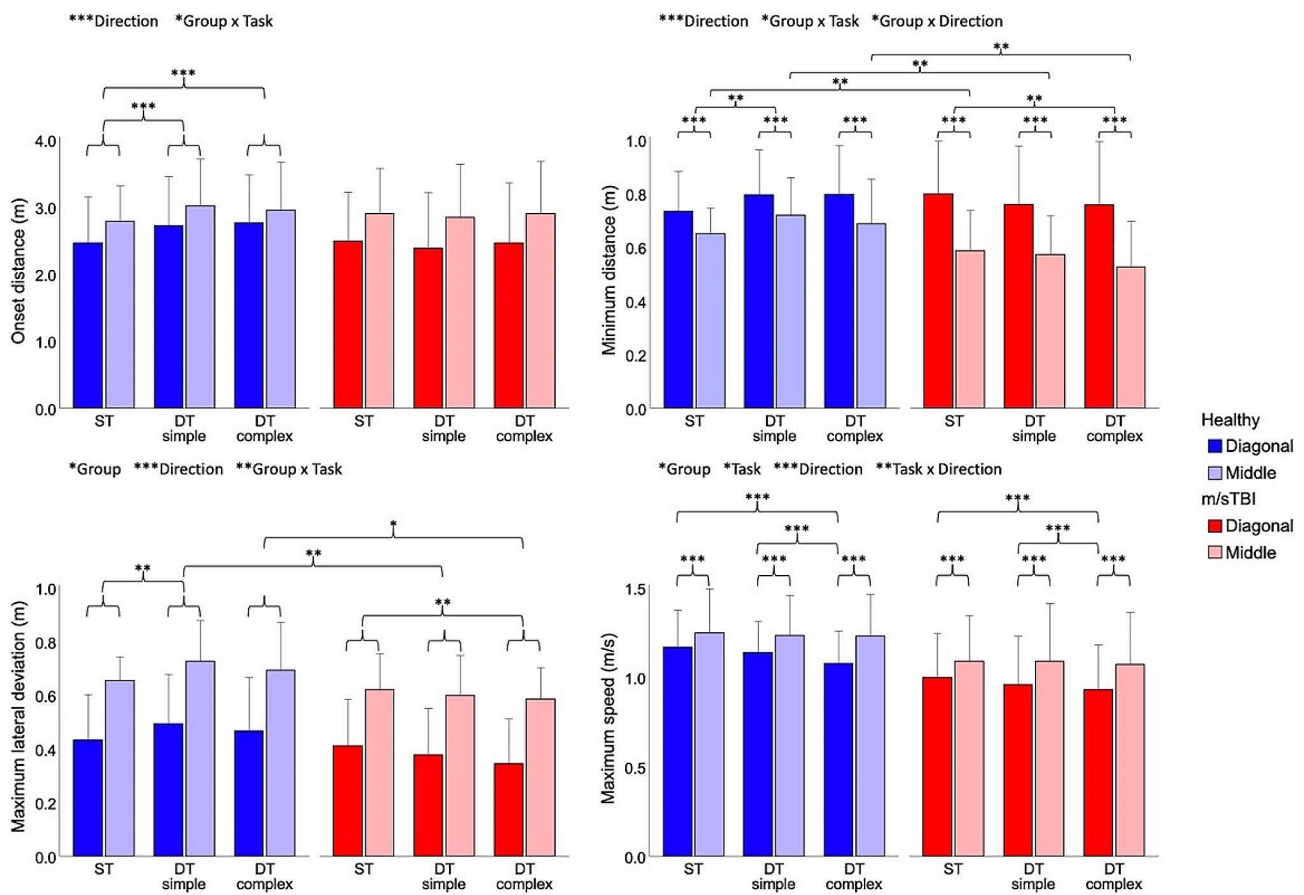 ***Direction *Group x Task
***
***
Onset distance (m)
4.0
3.0
2.0
1.0
0.0
ST
DT simple
DT complex
ST
DT simple
DT complex
***Direction *Group x Task *Group x Direction
**
**
**
** **
*** *** *** *** *** ***
Minimum distance (m)
1.0
0.8
0.6
0.4
0.2
0.0
ST
DT simple
DT complex
ST
DT simple
DT complex
*Group ***Direction **Group x Task
*
**
**
**
Maximum lateral deviation (m)
1.0
0.8
0.6
0.4
0.2
0.0
ST
DT simple
DT complex
ST
DT simple
DT complex
*Group *Task ***Direction **Task x Direction
*** ***
*** ***
*** *** *** *** *** ***
Maximum speed (m/s)
1.5
1.0
0.5
0.0
ST
DT simple
DT complex
ST
DT simple
DT complex
Healthy
Diagonal
Middle
m/sTBI
Diagonal
Middle